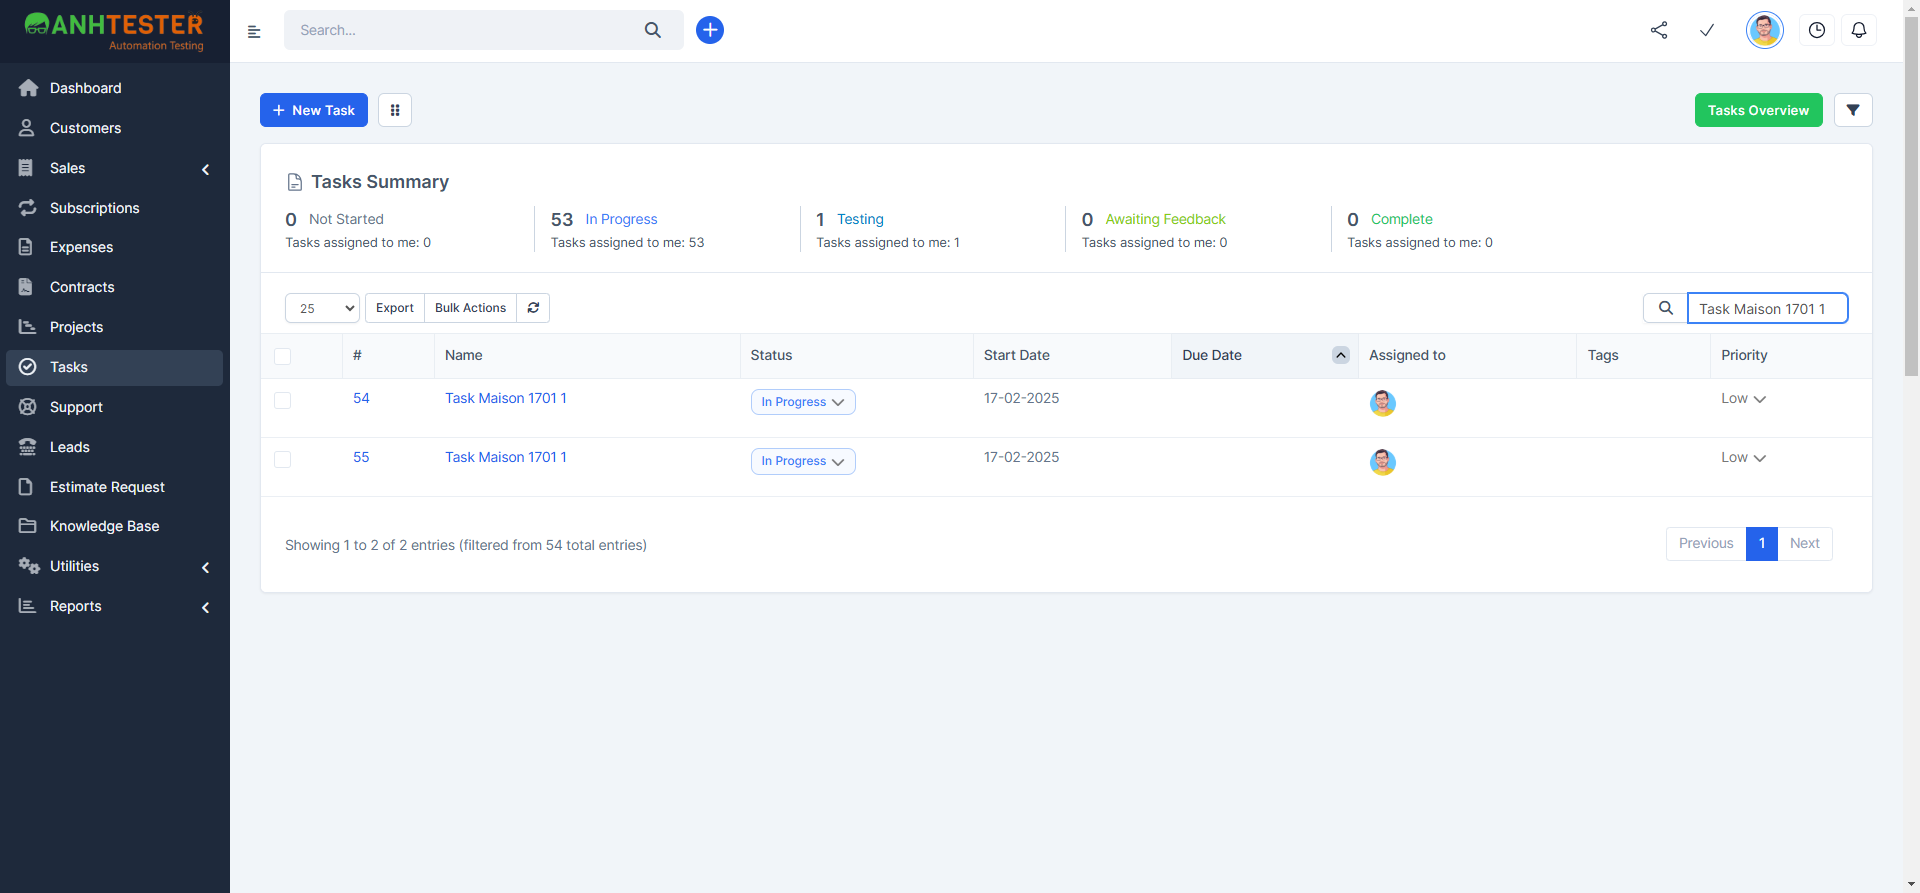 ANHTESTER
Automation Testing
Search...
Dashboard
Customers
Sales
Subscriptions
Expenses
Contracts
Projects
Tasks
Support
Leads
Estimate Request
Knowledge Base
Utilities
Reports
New Task
Tasks Overview
Tasks Summary
0 Not Started
Tasks assigned to me: 0
53 In Progress
Tasks assigned to me: 53
1 Testing
Tasks assigned to me: 1
0 Awaiting Feedback
Tasks assigned to me: 0
0 Complete
Tasks assigned to me: 0
25 Export Bulk Actions Task Maison 1701 1
# Name Status Start Date Due Date Assigned to Tags Priority
54 Task Maison 1701 1 In Progress 17-02-2025 Low
55 Task Maison 1701 1 In Progress 17-02-2025 Low
Showing 1 to 2 of 2 entries (filtered from 54 total entries)
Previous 1 Next